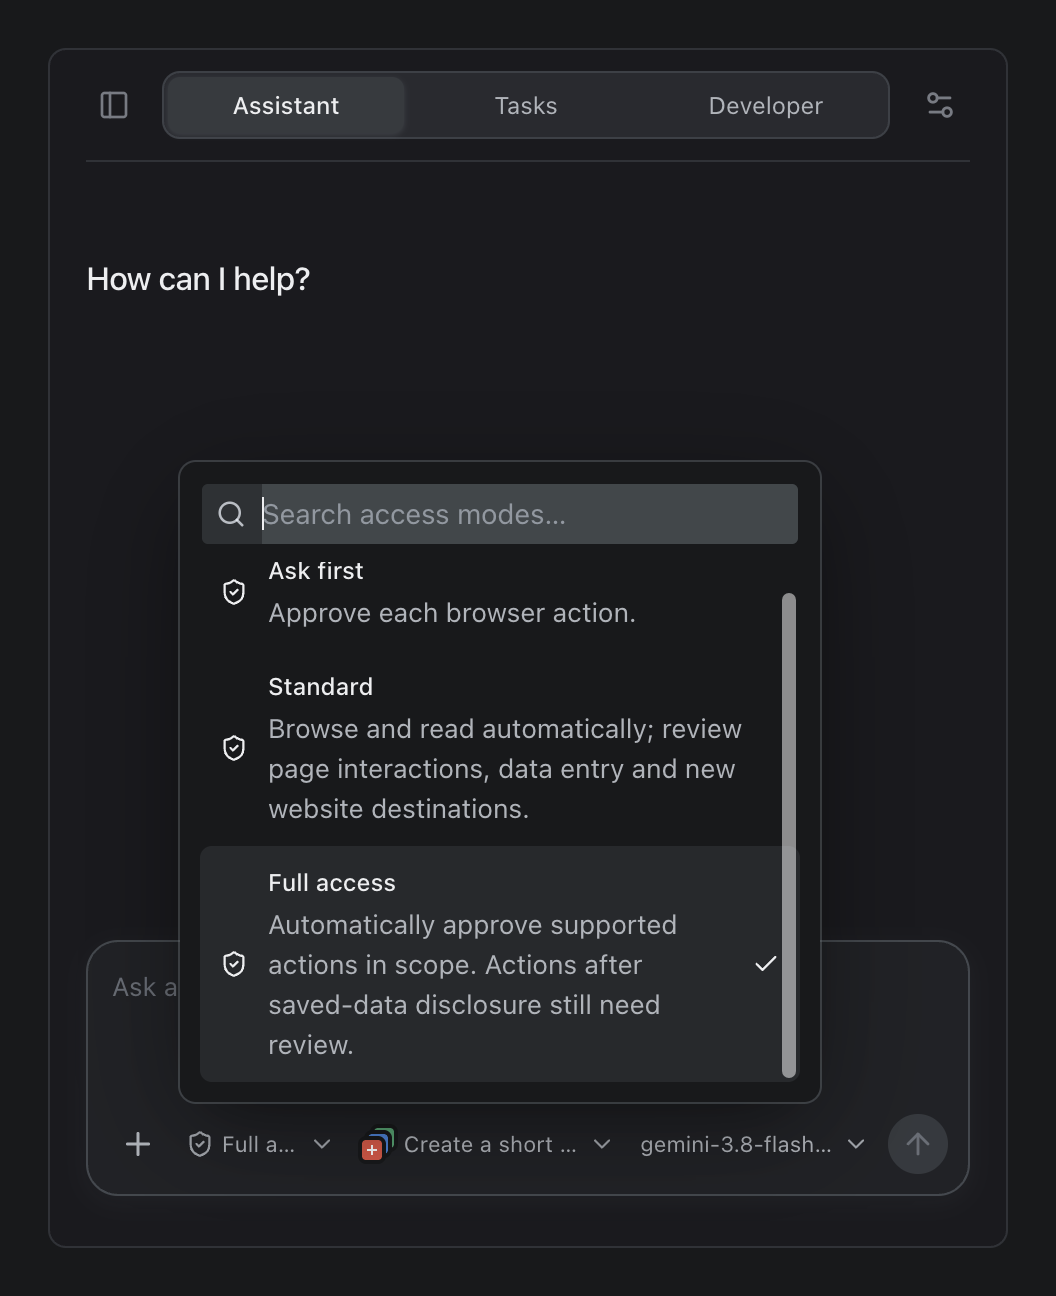 Assistant
Tasks
Developer
How can I help?
Search access modes...
Ask first
Approve each browser action.
Standard
Browse and read automatically; review
page interactions, data entry and new
website destinations.
Full access
Automatically approve supported
actions in scope. Actions after
saved-data disclosure still need
review.
Ask a
Full a...
Create a short ...
gemini-3.8-flash...